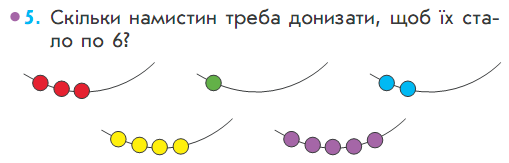 5. Скільки намистин треба донизати, щоб їх ста-
ло по 6?